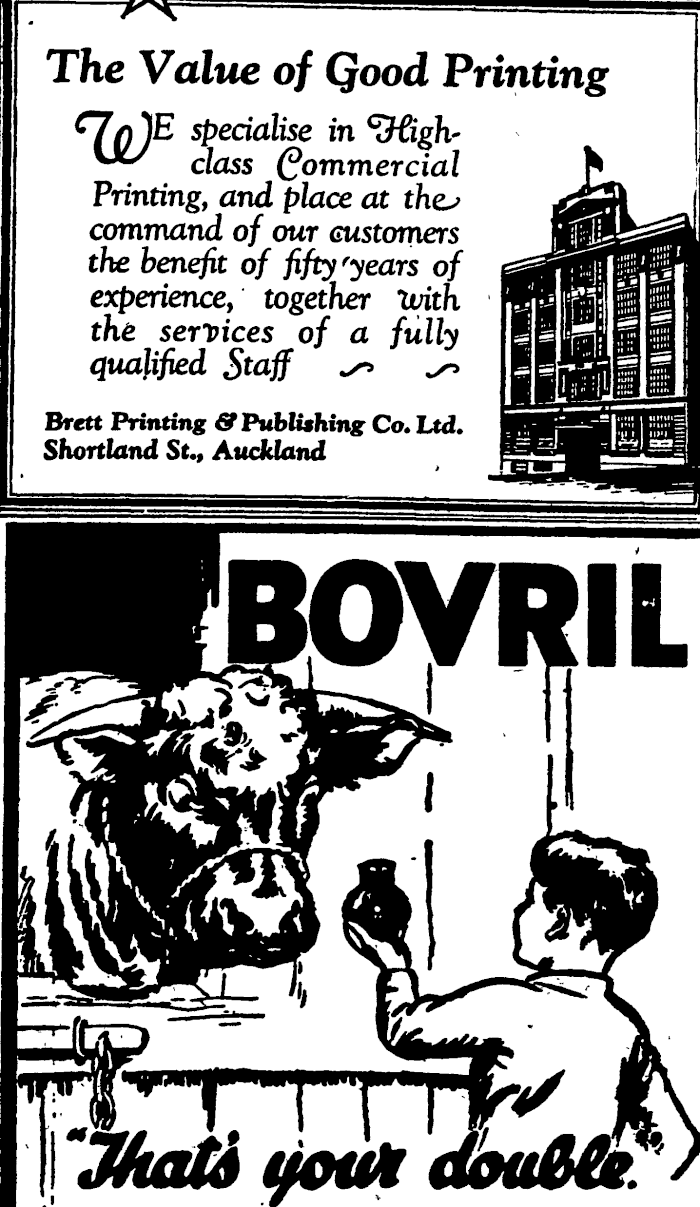 The Value of Good Printing
WE specialise in High-
class Commercial
Printing, and place at the
command of our customers
the benefit of fifty years of
experience, together with
the services of a fully
qualified Staff
Brett Printing & Publishing Co. Ltd.
Shortland St., Auckland
BOVRIL
"That's your double.